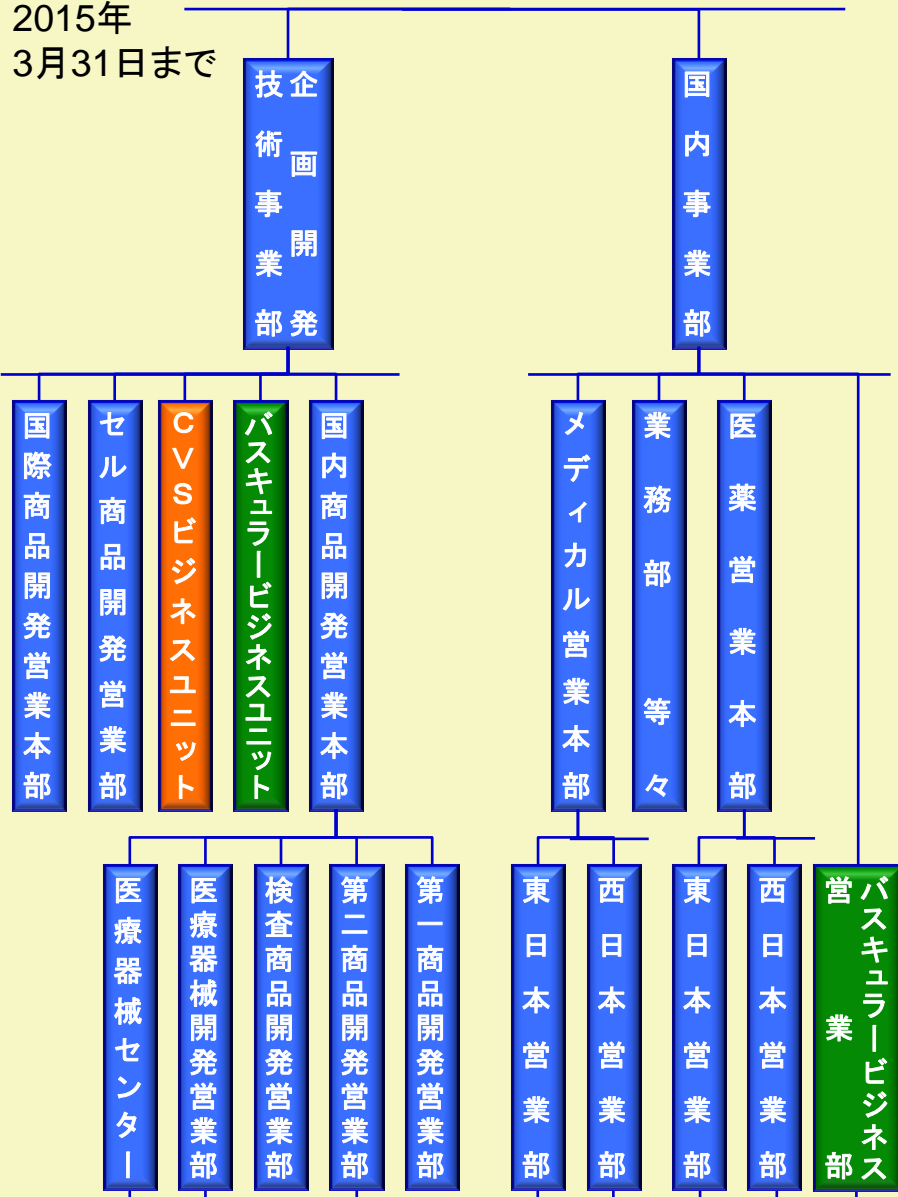 2015年
3月31日まで
企画開発
技術事業部
国内事業部
国際商品開発営業本部
セル商品開発営業部
CVSビジネスユニット
バスキュラービジネスユニット
国内商品開発営業本部
メディカル営業本部
業務部 等々
医薬営業本部
医療器械センター
医療器械開発営業部
検査商品開発営業部
第二商品開発営業部
第一商品開発営業部
東日本営業部
西日本営業部
東日本営業部
西日本営業部
バスキュラービジネス
営業部